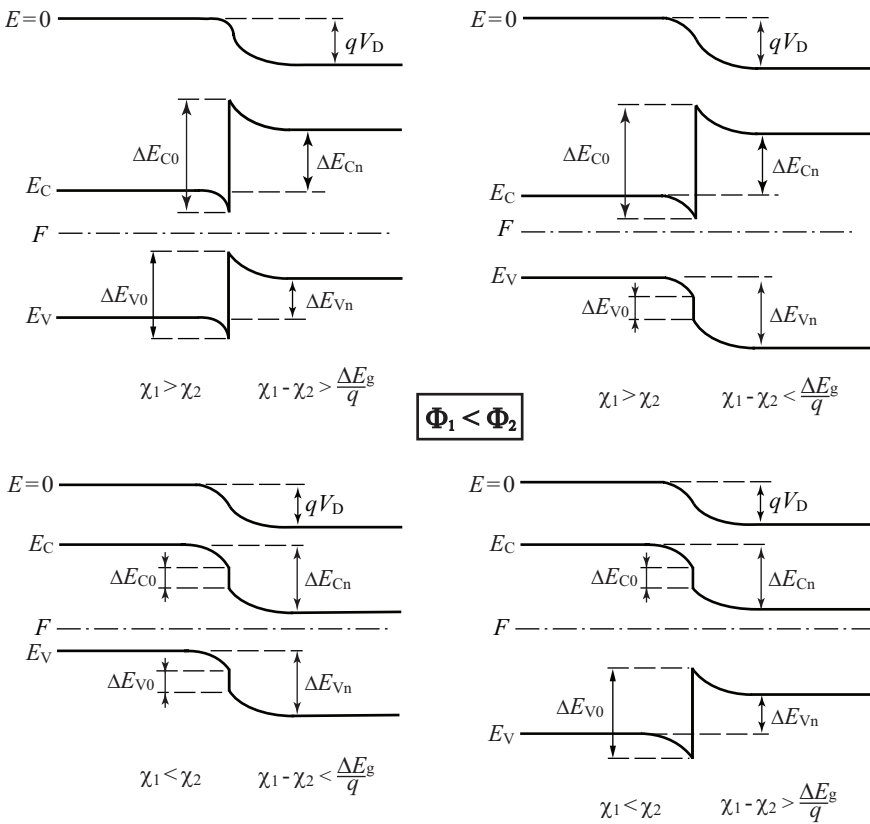 E=0
qV_D
ΔE_C0
ΔE_Cn
E_C
F
ΔE_V0
ΔE_Vn
E_V
χ₁ > χ₂
χ₁ - χ₂ > ΔE_g/q
E=0
qV_D
ΔE_C0
ΔE_Cn
E_C
F
E_V
ΔE_V0
ΔE_Vn
χ₁ > χ₂
χ₁ - χ₂ < ΔE_g/q
Φ₁ < Φ₂
E=0
qV_D
E_C
ΔE_C0
ΔE_Cn
F
E_V
ΔE_V0
ΔE_Vn
χ₁ < χ₂
χ₁ - χ₂ < ΔE_g/q
E=0
qV_D
E_C
ΔE_C0
ΔE_Cn
F
ΔE_V0
ΔE_Vn
E_V
χ₁ < χ₂
χ₁ - χ₂ > ΔE_g/q